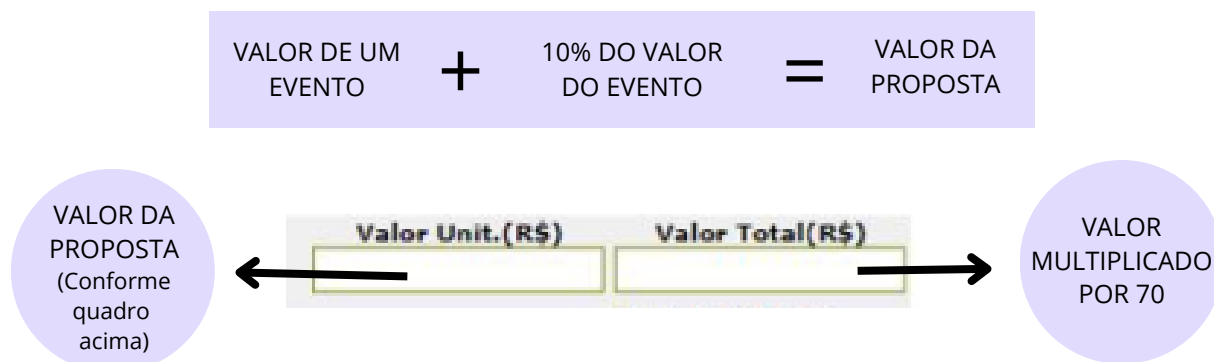 VALOR DE UM
EVENTO
+
10% DO VALOR
DO EVENTO
=
VALOR DA
PROPOSTA
VALOR DA
PROPOSTA
(Conforme
quadro
acima)
Valor Unit.(R$)
Valor Total(R$)
VALOR
MULTIPLICADO
POR 70